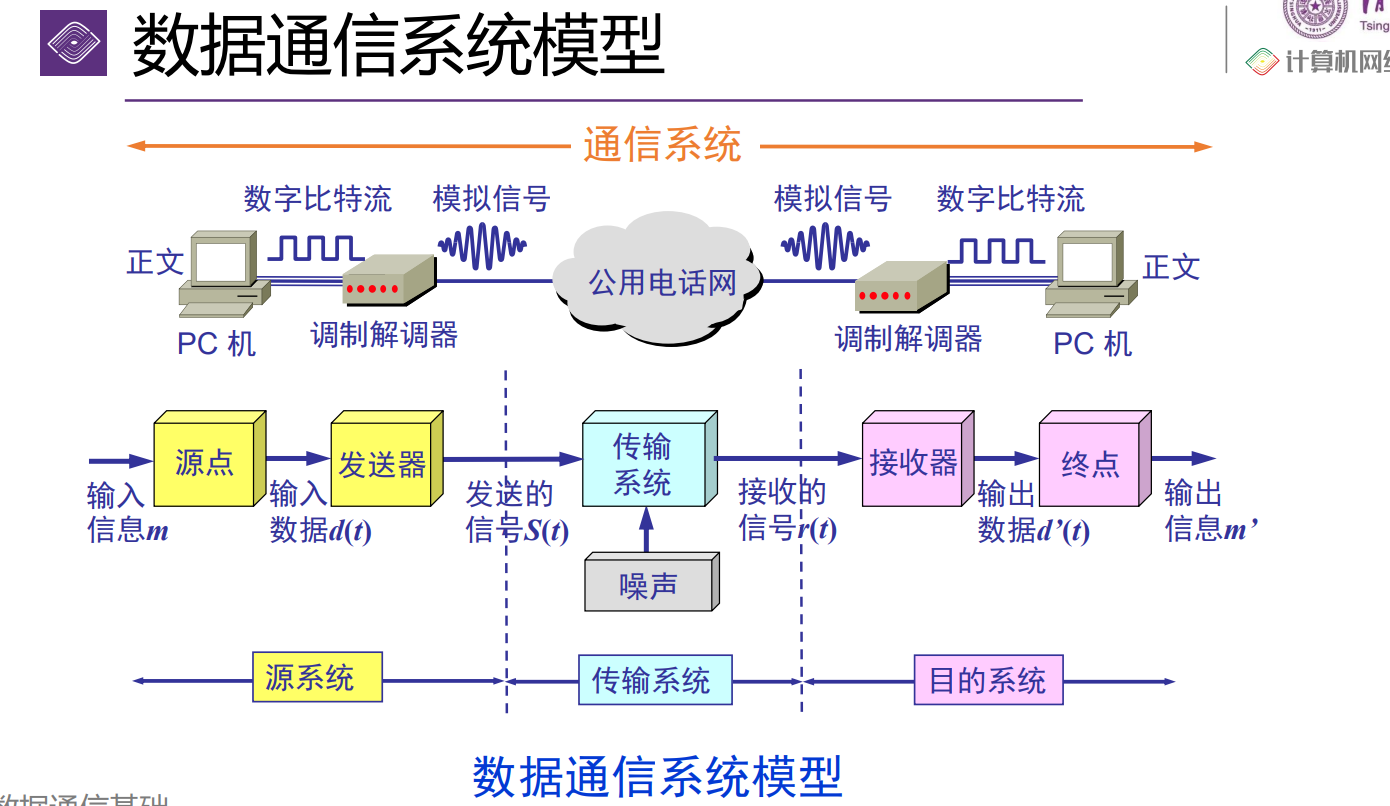 数据通信系统模型
Tsing
计算机网络
通信系统
数字比特流
模拟信号
模拟信号
数字比特流
正文
公用电话网
正文
PC 机
调制解调器
调制解调器
PC 机
源点
发送器
传输
系统
接收器
终点
输入
信息m
输入
数据d(t)
发送的
信号S(t)
接收的
信号r(t)
输出
数据d’(t)
输出
信息m’
噪声
源系统
传输系统
目的系统
数据通信系统模型
数据通信基础